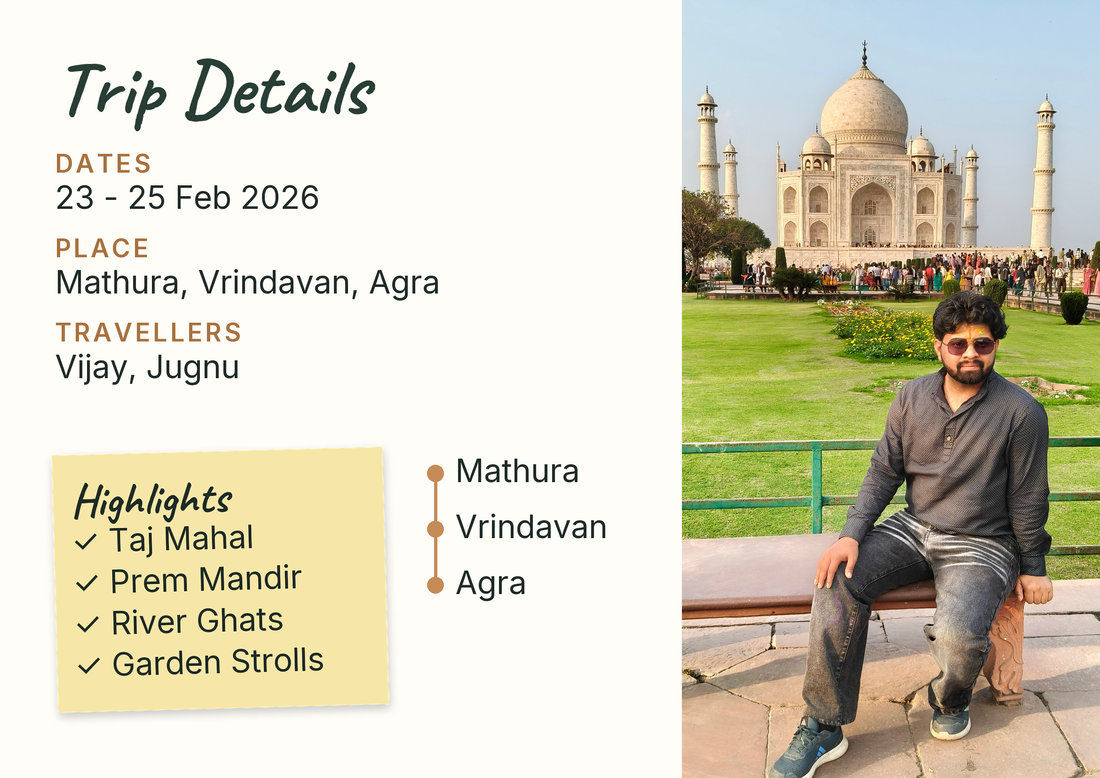 Trip Details
DATES
23 - 25 Feb 2026
PLACE
Mathura, Vrindavan, Agra
TRAVELLERS
Vijay, Jugnu
Highlights
✓ Taj Mahal
✓ Prem Mandir
✓ River Ghats
✓ Garden Strolls
Mathura
Vrindavan
Agra